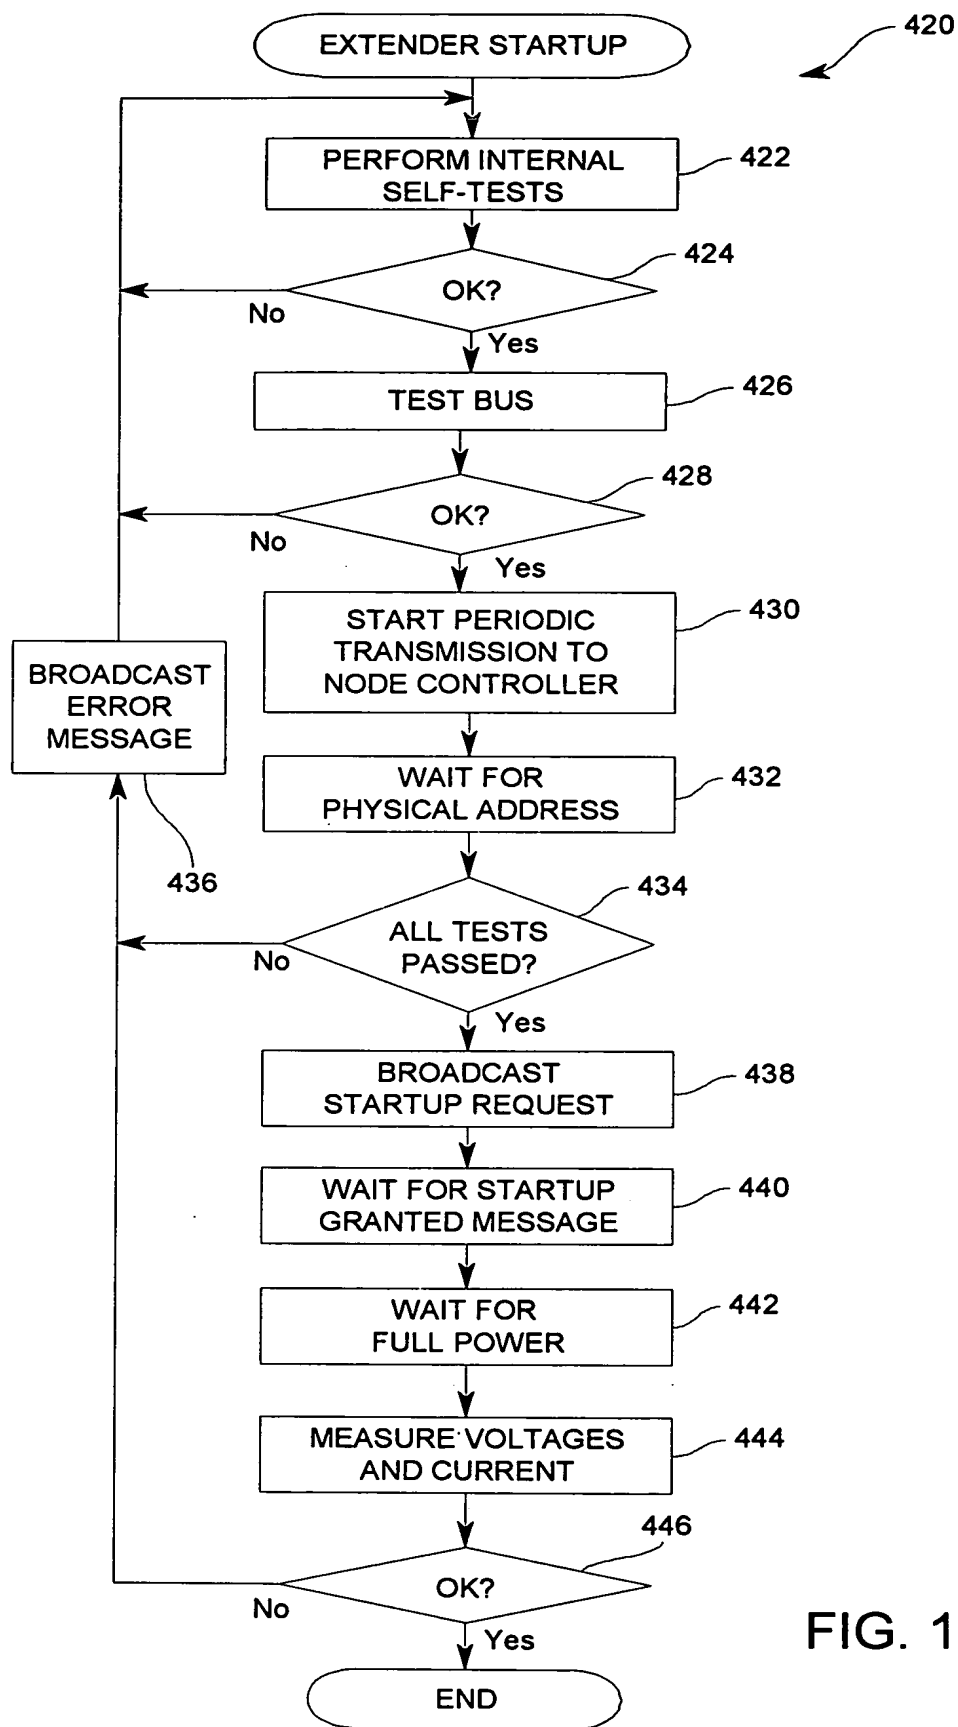 EXTENDER STARTUP
420
PERFORM INTERNAL
SELF-TESTS
422
OK?
424
No
Yes
TEST BUS
426
OK?
428
No
Yes
START PERIODIC
TRANSMISSION TO
NODE CONTROLLER
430
BROADCAST
ERROR
MESSAGE
436
WAIT FOR
PHYSICAL ADDRESS
432
ALL TESTS
PASSED?
434
No
Yes
BROADCAST
STARTUP REQUEST
438
WAIT FOR STARTUP
GRANTED MESSAGE
440
WAIT FOR
FULL POWER
442
MEASURE VOLTAGES
AND CURRENT
444
OK?
446
No
Yes
END
FIG. 1